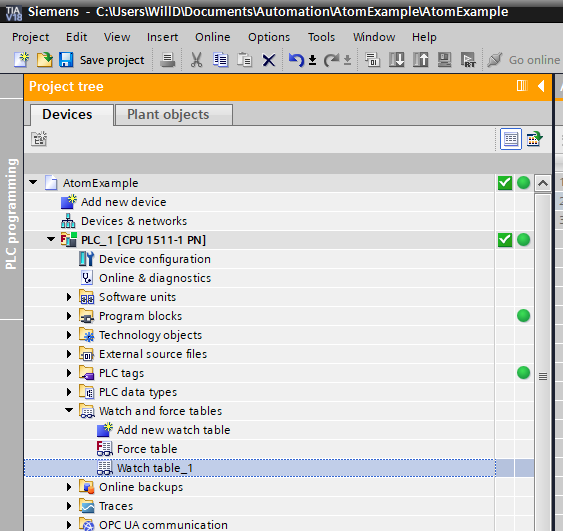 TIA V18 Siemens - C:\Users\WillD\Documents\Automation\AtomExample\AtomExample
Project Edit View Insert Online Options Tools Window Help
Save project Go online
Project tree
Devices Plant objects
PLC programming
AtomExample
Add new device
Devices & networks
PLC_1 [CPU 1511-1 PN]
Device configuration
Online & diagnostics
Software units
Program blocks
Technology objects
External source files
PLC tags
PLC data types
Watch and force tables
Add new watch table
Force table
Watch table_1
Online backups
Traces
OPC UA communication